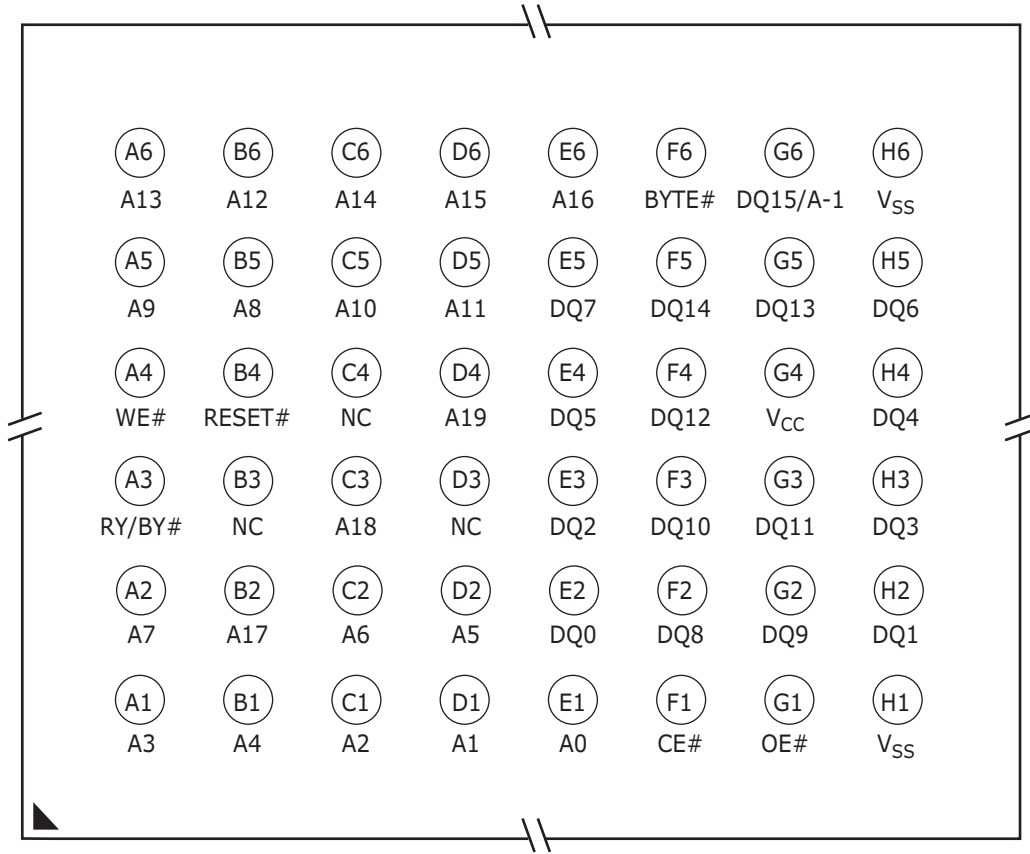 A6 B6 C6 D6 E6 F6 G6 H6
A13 A12 A14 A15 A16 BYTE# DQ15/A-1 VSS
A5 B5 C5 D5 E5 F5 G5 H5
A9 A8 A10 A11 DQ7 DQ14 DQ13 DQ6
A4 B4 C4 D4 E4 F4 G4 H4
WE# RESET# NC A19 DQ5 DQ12 VCC DQ4
A3 B3 C3 D3 E3 F3 G3 H3
RY/BY# NC A18 NC DQ2 DQ10 DQ11 DQ3
A2 B2 C2 D2 E2 F2 G2 H2
A7 A17 A6 A5 DQ0 DQ8 DQ9 DQ1
A1 B1 C1 D1 E1 F1 G1 H1
A3 A4 A2 A1 A0 CE# OE# VSS